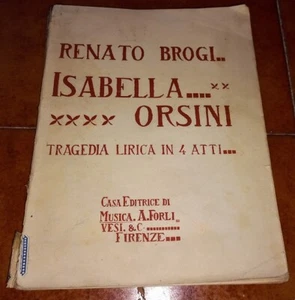 RENATO BROGI..
ISABELLA....××
×××× ORSINI
TRAGEDIA LIRICA IN 4 ATTI...
CASA EDITRICE DI
MUSICA. A. FORLI
VESI. & C
FIRENZE...